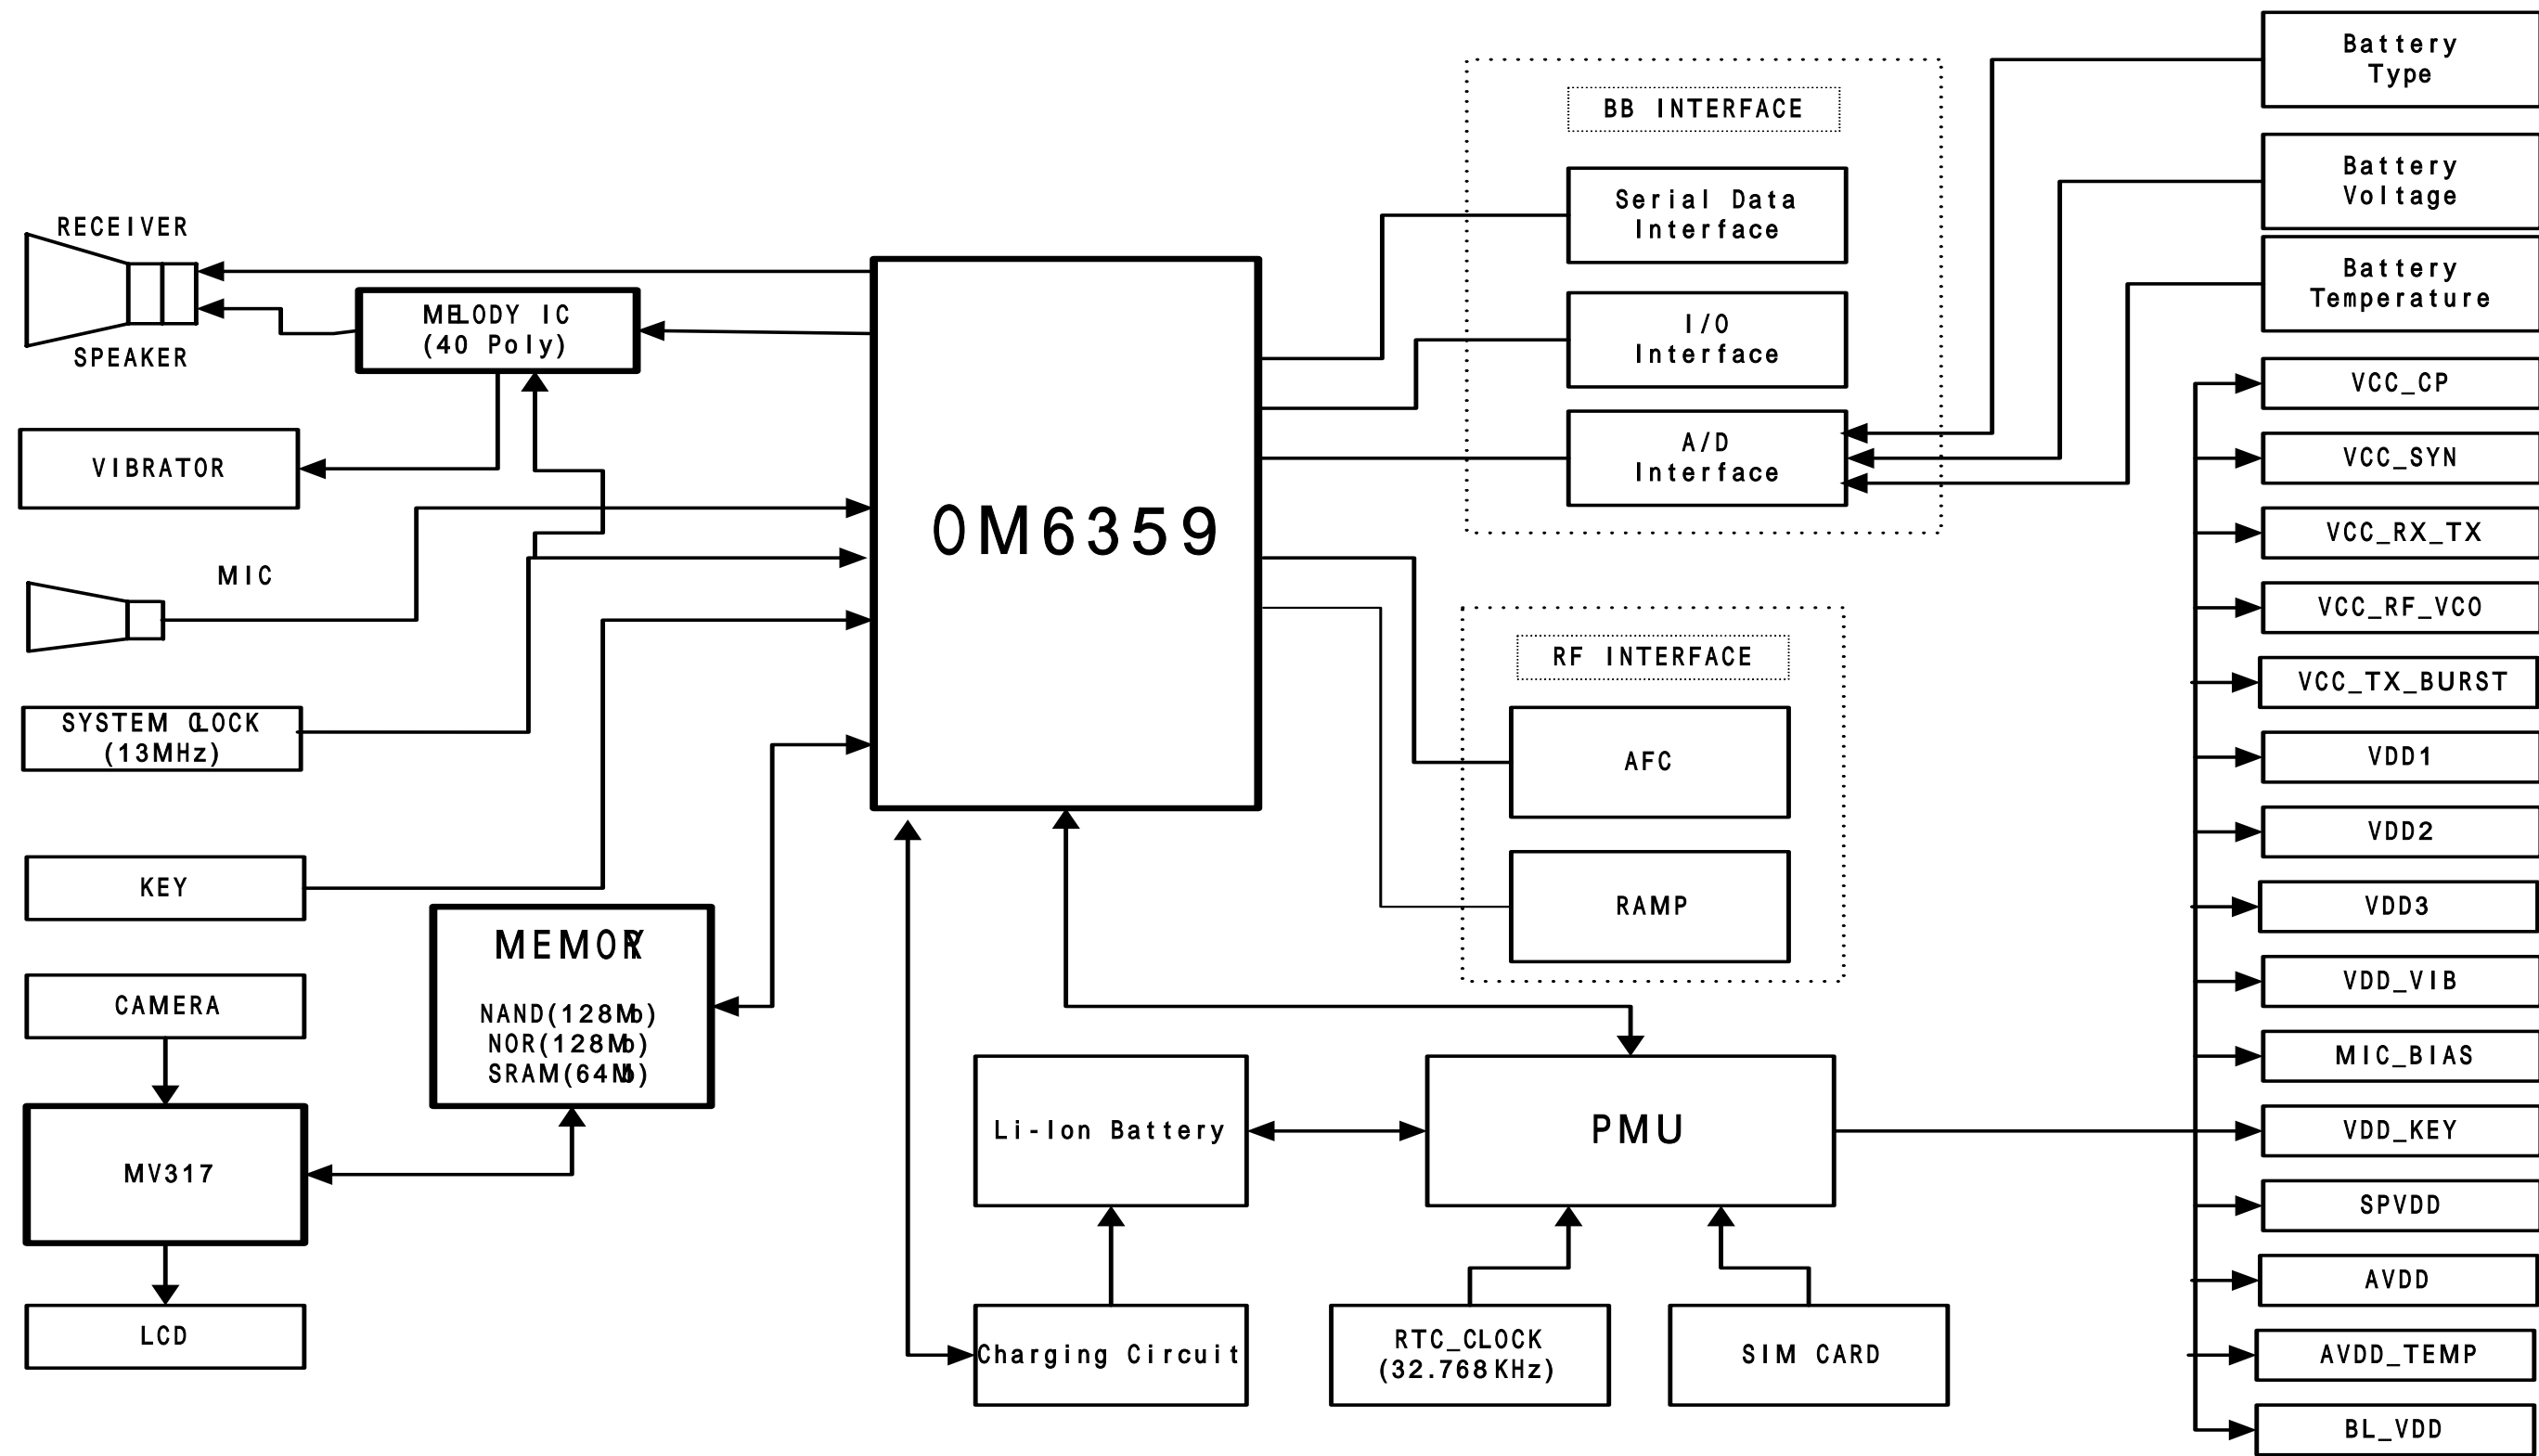 Battery
Type
BB INTERFACE
Battery
Voltage
Serial Data
Interface
RECEIVER
Battery
Temperature
MELODY IC
(40 Poly)
I/O
Interface
SPEAKER
VCC_CP
A/D
Interface
VCC_SYN
VIBRATOR
OM6359
VCC_RX_TX
MIC
VCC_RF_VCO
RF INTERFACE
VCC_TX_BURST
SYSTEM CLOCK
(13MHz)
AFC
VDD1
VDD2
KEY
RAMP
VDD3
MEMORY
NAND(128Mb)
NOR(128Mb)
SRAM(64Mb)
CAMERA
VDD_VIB
MIC_BIAS
Li-Ion Battery
PMU
VDD_KEY
MV317
SPVDD
AVDD
LCD
Charging Circuit
RTC_CLOCK
(32.768KHz)
SIM CARD
AVDD_TEMP
BL_VDD